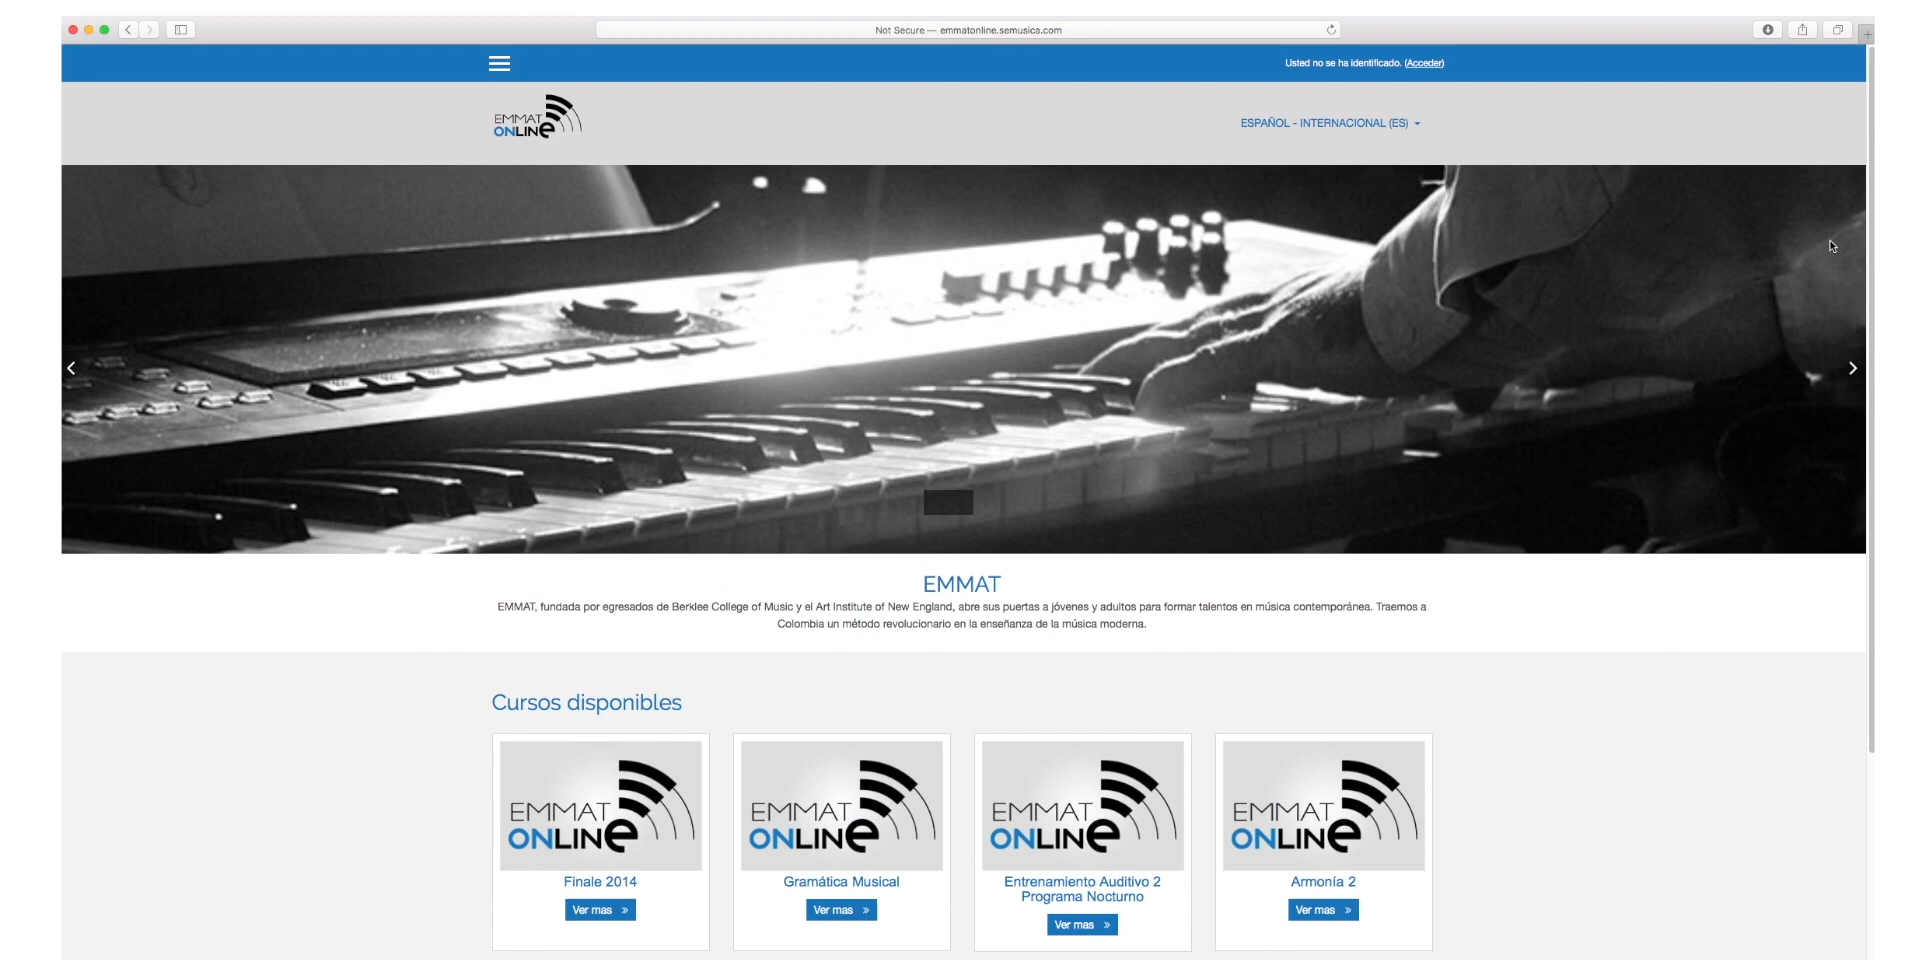 Not Secure — emmatonline.semusica.com
Usted no se ha identificado. (Acceder)
EMMAT
ONLINE
ESPAÑOL - INTERNACIONAL (ES)
EMMAT
EMMAT, fundada por egresados de Berklee College of Music y el Art Institute of New England, abre sus puertas a jóvenes y adultos para formar talentos en música contemporánea. Traemos a
Colombia un método revolucionario en la enseñanza de la música moderna.
Cursos disponibles
EMMAT
ONLINE
Finale 2014
Ver mas »
EMMAT
ONLINE
Gramática Musical
Ver mas »
EMMAT
ONLINE
Entrenamiento Auditivo 2
Programa Nocturno
Ver mas »
EMMAT
ONLINE
Armonía 2
Ver mas »